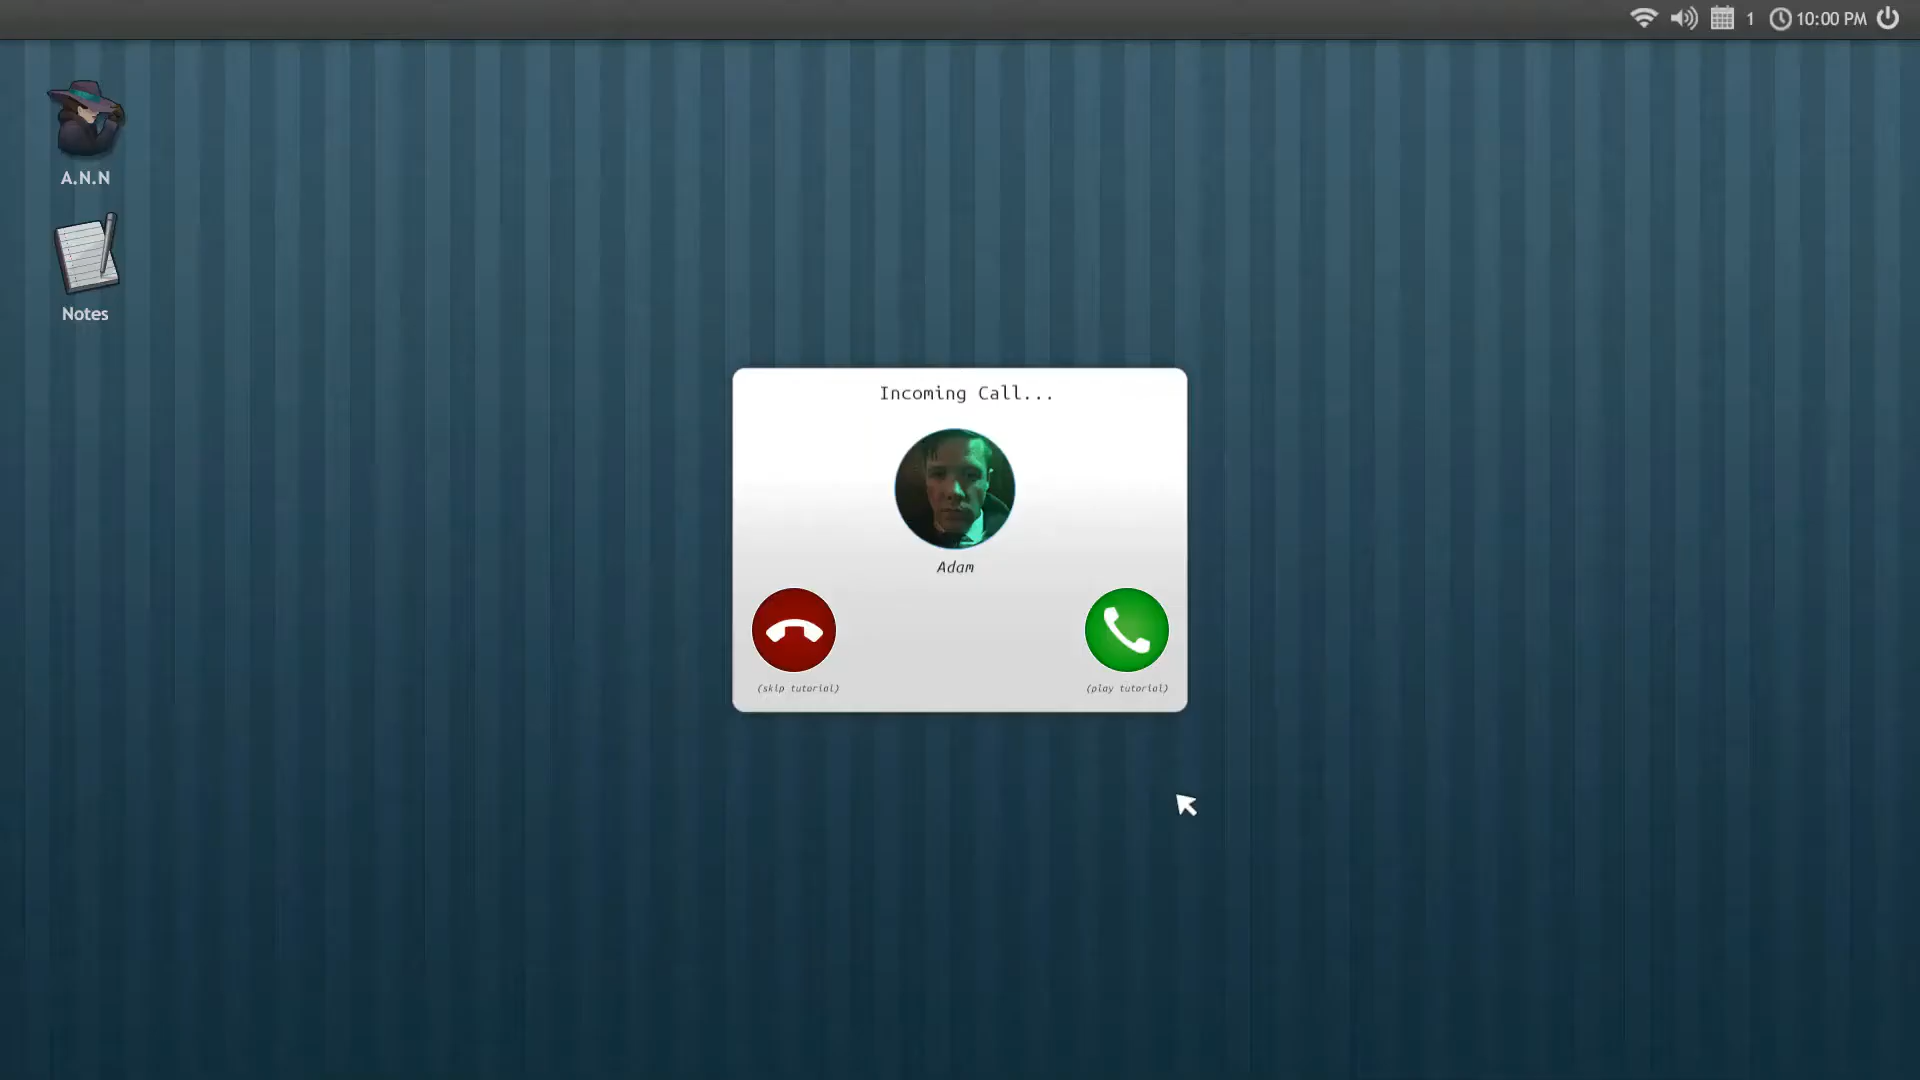 1 10:00 PM
A.N.N
Notes
Incoming Call...
Adam
(skip tutorial)
(play tutorial)